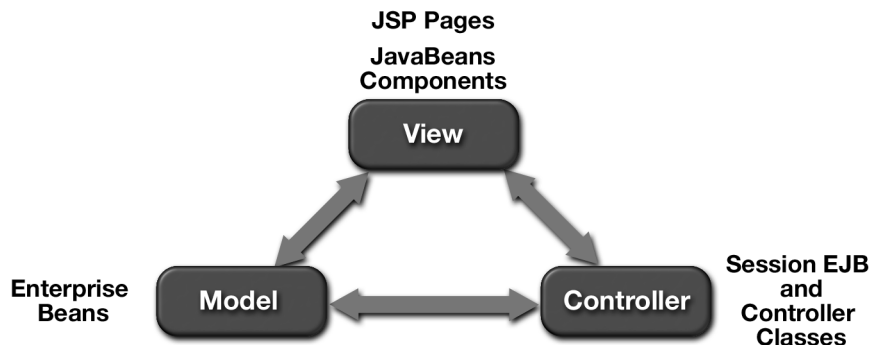 JSP Pages
JavaBeans
Components
View
Enterprise
Beans
Model
Controller
Session EJB
and
Controller
Classes